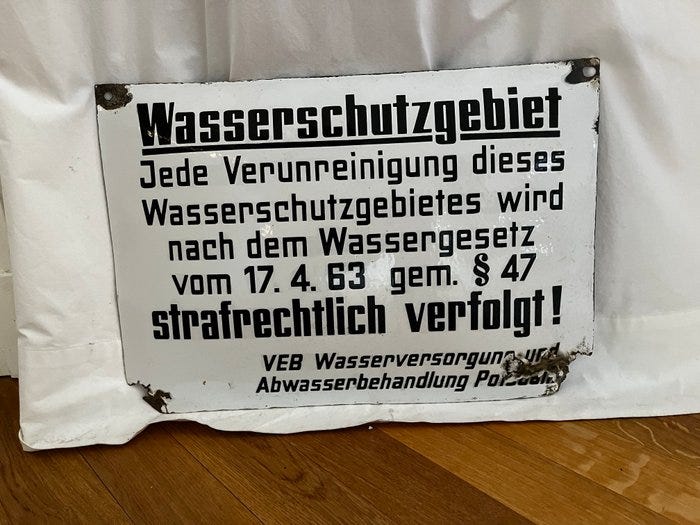 Wasserschutzgebiet
Jede Verunreinigung dieses
Wasserschutzgebietes wird
nach dem Wassergesetz
vom 17. 4. 63 gem. § 47
strafrechtlich verfolgt!
VEB Wasserversorgung und
Abwasserbehandlung